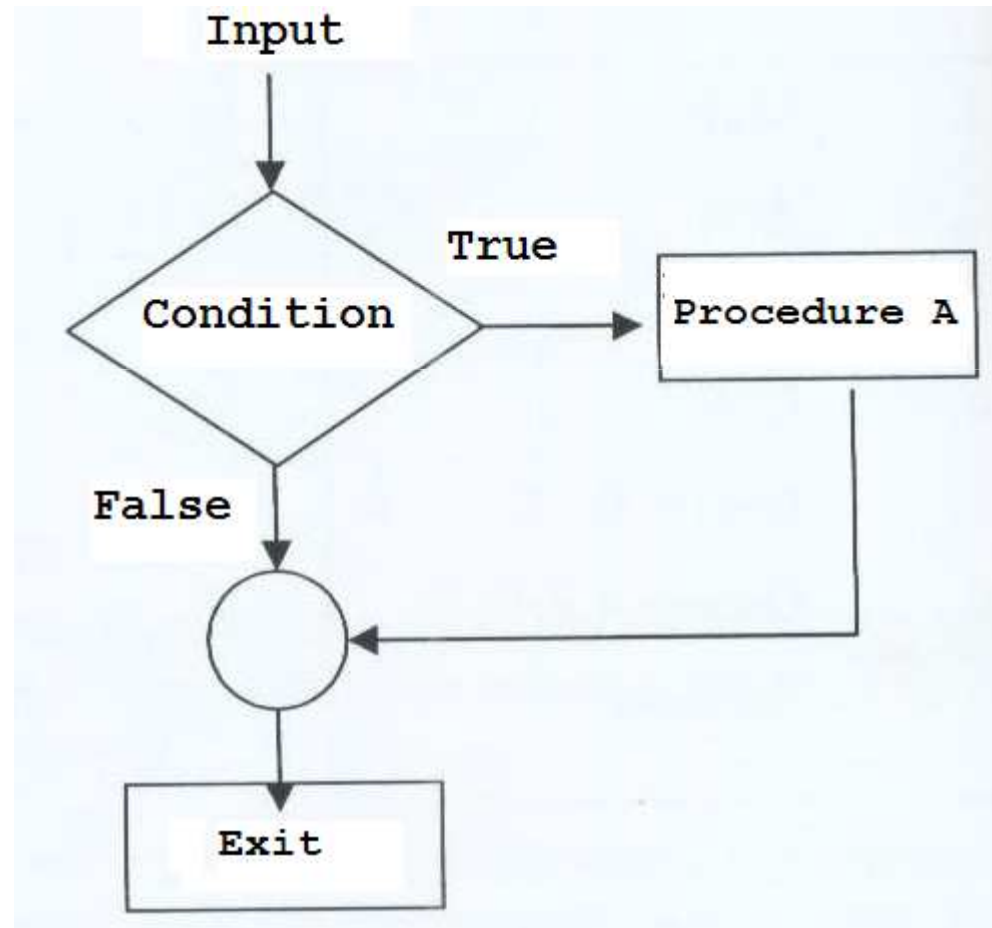 Input
True
Condition
Procedure A
False
Exit